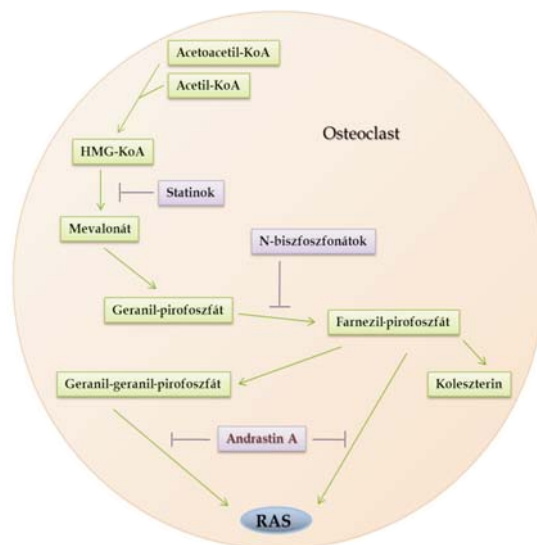 Acetoacetil-KoA
Acetil-KoA
Osteoclast
HMG-KoA
Statinok
Mevalonát
N-biszfoszfonátok
Geranil-pirofoszfát
Farnezil-pirofoszfát
Geranil-geranil-pirofoszfát
Koleszterin
Andrastin A
RAS